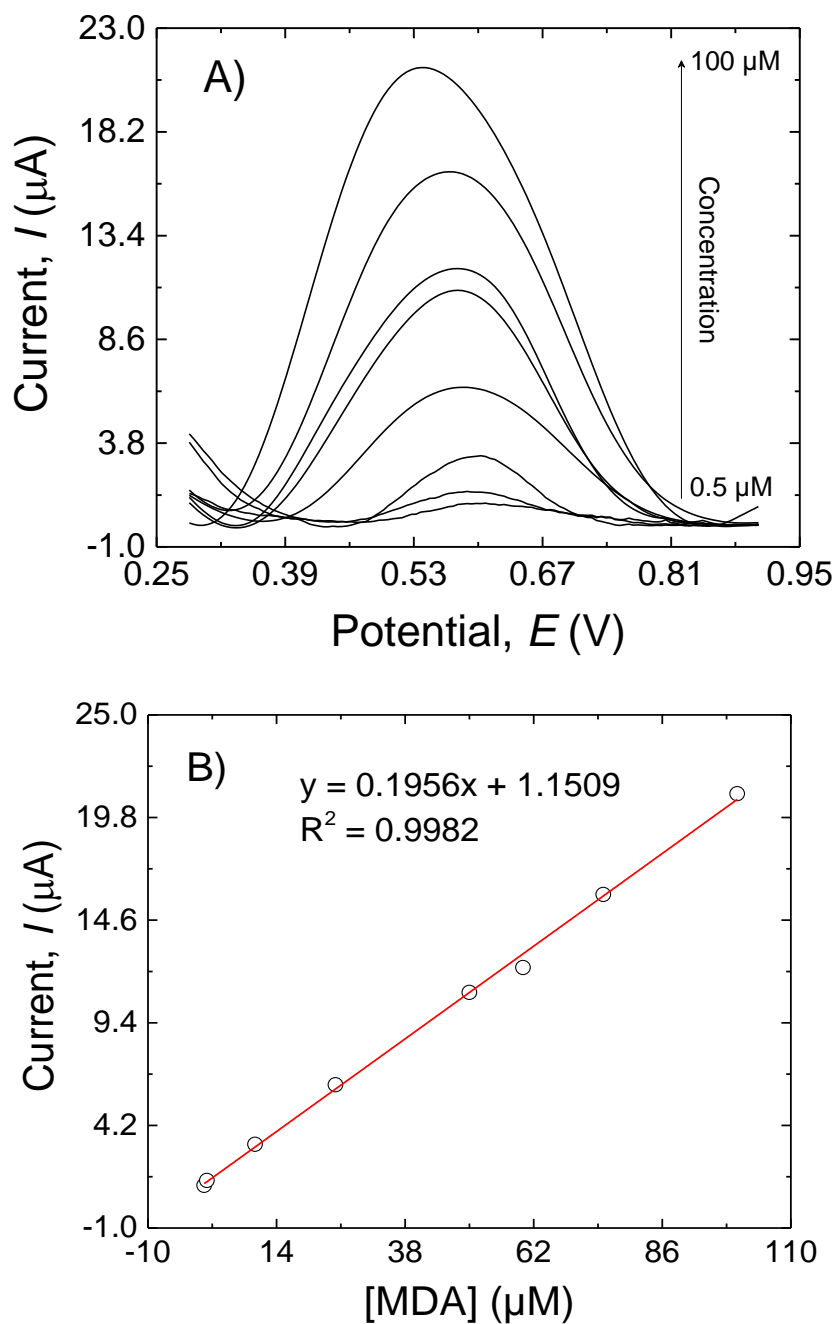 A)
23.0
18.2
13.4
8.6
3.8
-1.0
Current, I (μA)
100 μM
Concentration
0.5 μM
0.25 0.39 0.53 0.67 0.81 0.95
Potential, E (V)
B)
y = 0.1956x + 1.1509
R² = 0.9982
25.0
19.8
14.6
9.4
4.2
-1.0
Current, I (μA)
-10 14 38 62 86 110
[MDA] (μM)